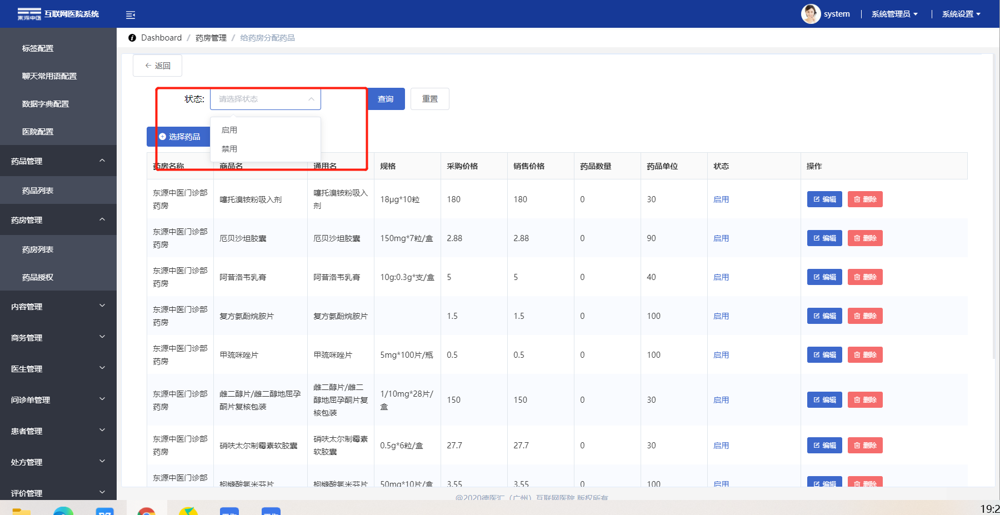 東源中医 互联网医院系统
system 系统管理员 系统设置
标签配置
聊天常用语配置
数据字典配置
医院配置
药品管理
药品列表
药房管理
药房列表
药品授权
内容管理
商务管理
医生管理
问诊单管理
患者管理
处方管理
评价管理
Dashboard / 药房管理 / 给药房分配药品
返回
状态: 请选择状态 查询 重置
启用
禁用
选择药品
药房名称 商品名 通用名 规格 采购价格 销售价格 药品数量 药品单位 状态 操作
东源中医门诊部药房 噻托溴铵粉吸入剂 噻托溴铵粉吸入剂 18μg*10粒 180 180 0 30 启用 编辑 删除
东源中医门诊部药房 厄贝沙坦胶囊 厄贝沙坦胶囊 150mg*7粒/盒 2.88 2.88 0 90 启用 编辑 删除
东源中医门诊部药房 阿昔洛韦乳膏 阿昔洛韦乳膏 10g:0.3g*支/盒 5 5 0 40 启用 编辑 删除
东源中医门诊部药房 复方氨酚烷胺片 复方氨酚烷胺片 1.5 1.5 0 100 启用 编辑 删除
东源中医门诊部药房 甲巯咪唑片 甲巯咪唑片 5mg*100片/瓶 0.5 0.5 0 100 启用 编辑 删除
东源中医门诊部药房 雌二醇片/雌二醇地屈孕酮片复核包装 雌二醇片/雌二醇地屈孕酮片复核包装 1/10mg*28片/盒 150 150 0 30 启用 编辑 删除
东源中医门诊部药房 硝呋太尔制霉素软胶囊 硝呋太尔制霉素软胶囊 0.5g*6粒/盒 27.7 27.7 0 30 启用 编辑 删除
东源中医门诊部 枸橼酸氯米芬片 枸橼酸氯米芬片 50mg*10片/盒 3.55 3.55 0 100 启用 编辑 删除
@2020德医汇（广州）互联网医院 版权所有
19:2